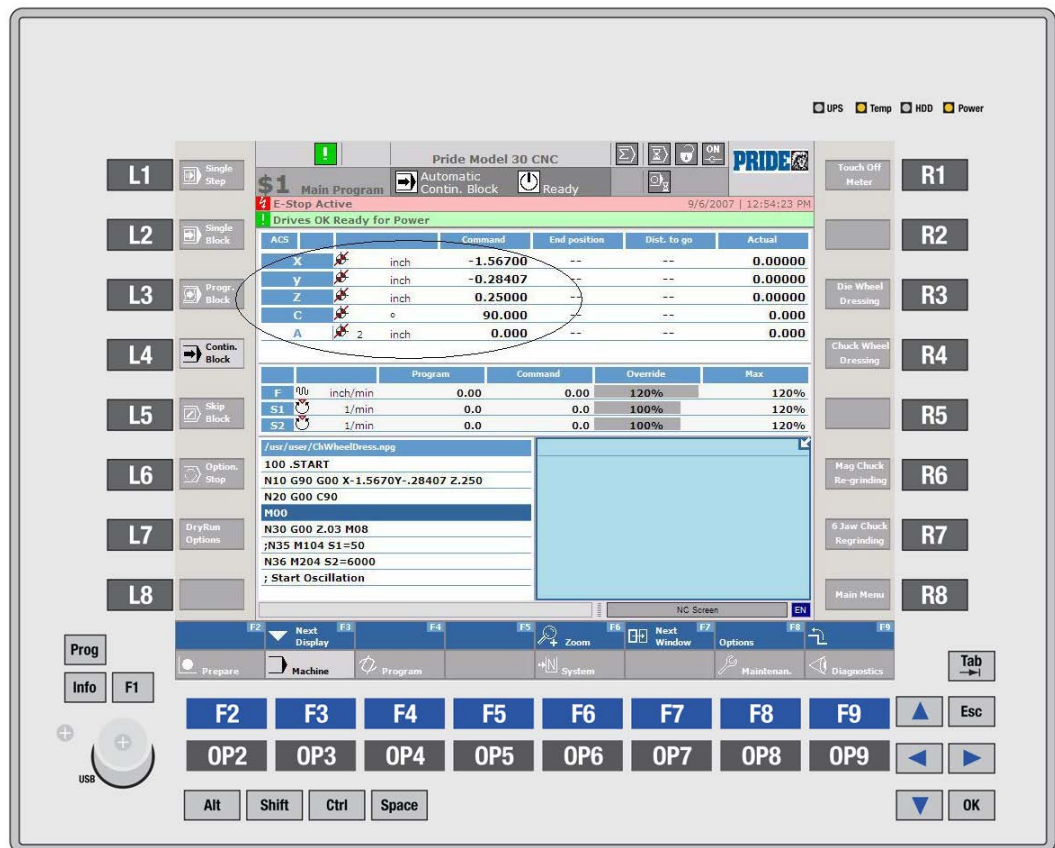 UPS Temp HDD Power
L1 Single Step
L2 Single Block
L3 Progr. Block
L4 Contin. Block
L5 Skip Block
L6 Option. Stop
L7 DryRun Options
L8
Pride Model 30 CNC ON PRIDE
$1 Main Program Automatic Contin. Block Ready
E-Stop Active 9/6/2007 | 12:54:23 PM
Drives OK Ready for Power
ACS Command End position Dist. to go Actual
X inch -1.56700 -- -- 0.00000
y inch -0.28407 -- -- 0.00000
Z inch 0.25000 -- -- 0.00000
C ° 90.000 -- -- 0.000
A 2 inch 0.000 -- -- 0.000
Program Command Override Max
F inch/min 0.00 0.00 120% 120%
S1 1/min 0.0 0.0 100% 120%
S2 1/min 0.0 0.0 100% 120%
/usr/user/ChWheelDress.npg
100 .START
N10 G90 G00 X-1.5670Y-.28407 Z.250
N20 G00 C90
M00
N30 G00 Z.03 M08
;N35 M104 S1=50
N36 M204 S2=6000
; Start Oscillation
NC Screen EN
Touch Off Meter R1
R2
Die Wheel Dressing R3
Chuck Wheel Dressing R4
R5
Mag Chuck Re-grinding R6
6 Jaw Chuck Regrinding R7
Main Menu R8
F2 Next Display F3 F4 F5 Zoom F6 Next Window F7 Options F8 F9
Prepare Machine Program System Maintenan. Diagnostics
Prog
Info F1
USB
F2 F3 F4 F5 F6 F7 F8 F9
OP2 OP3 OP4 OP5 OP6 OP7 OP8 OP9
Alt Shift Ctrl Space
Tab
Esc
OK